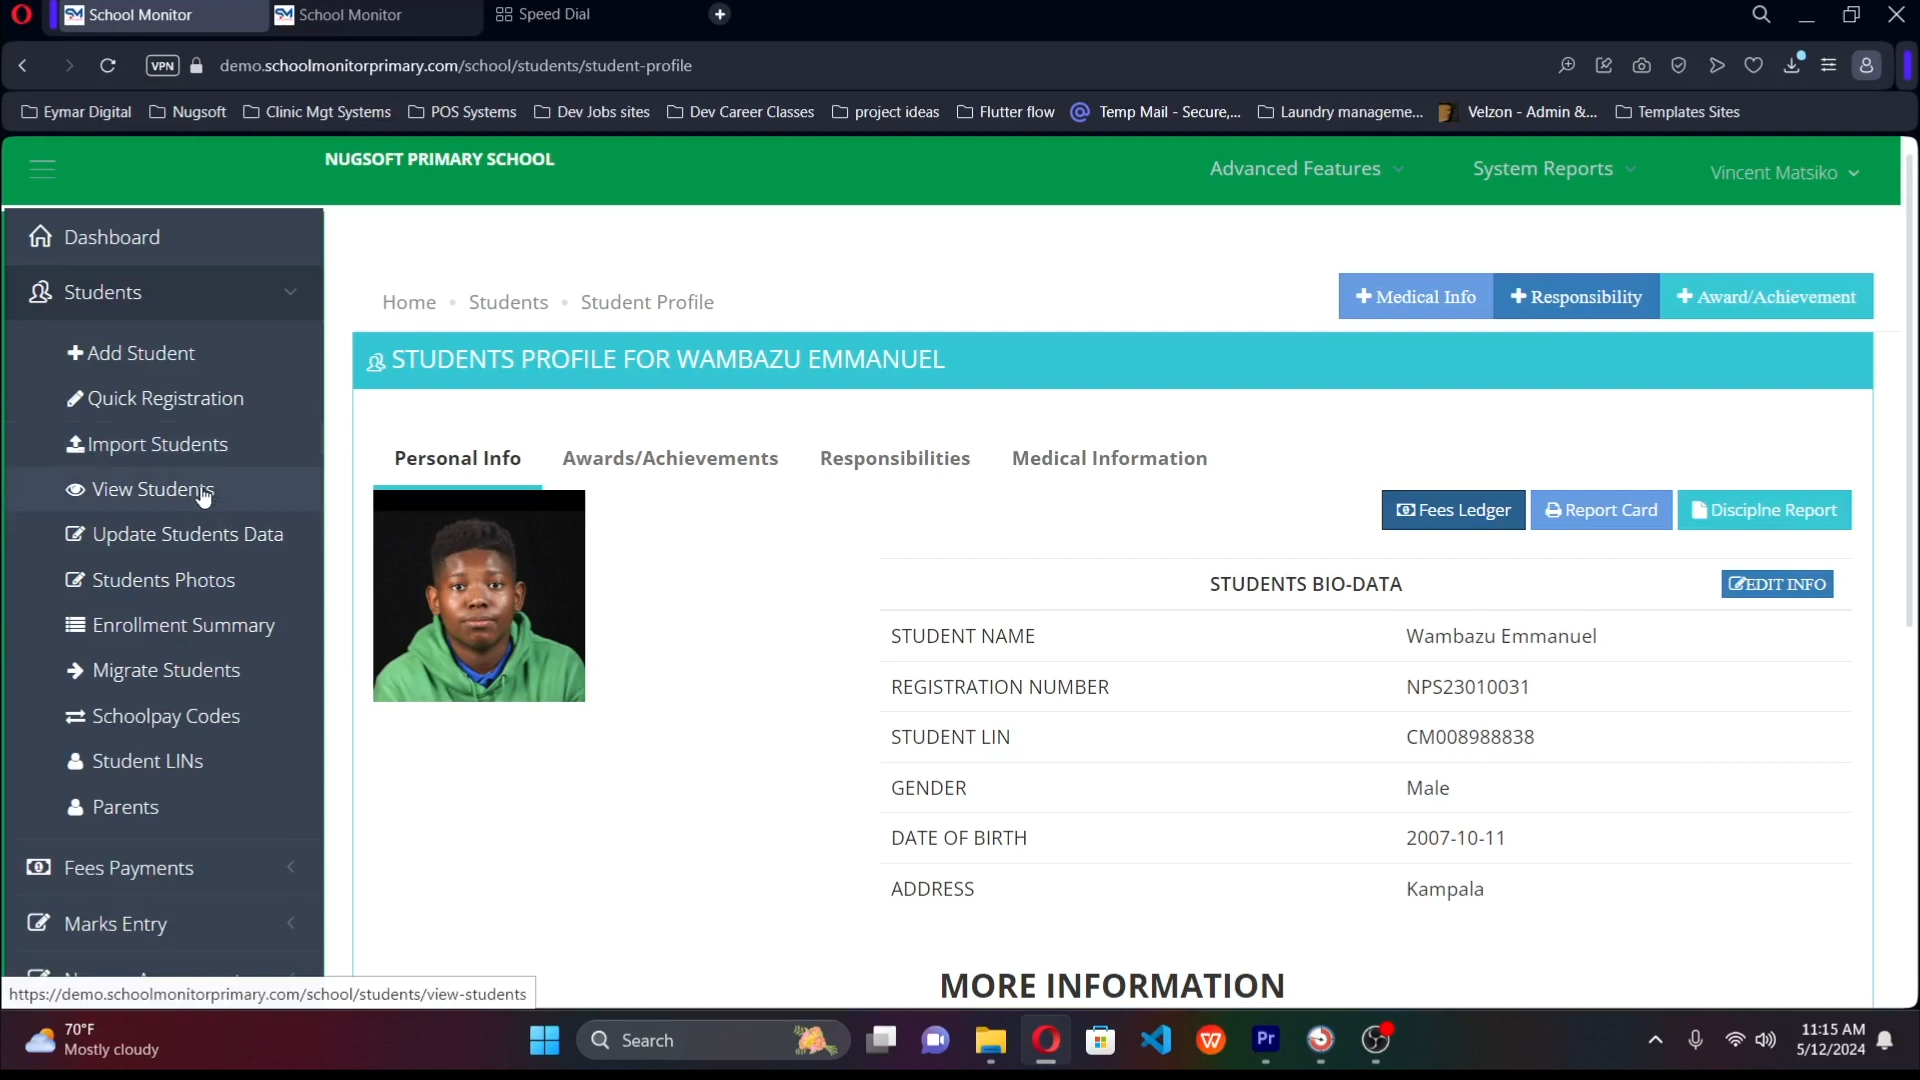 School Monitor
School Monitor
Speed Dial
VPN
demo.schoolmonitorprimary.com/school/students/student-profile
Eymar Digital
Nugsoft
Clinic Mgt Systems
POS Systems
Dev Jobs sites
Dev Career Classes
project ideas
Flutter flow
Temp Mail - Secure,...
Laundry manageme...
Velzon - Admin &...
Templates Sites
NUGSOFT PRIMARY SCHOOL
Advanced Features
System Reports
Vincent Matsiko
Dashboard
Students
Add Student
Quick Registration
Import Students
View Students
Update Students Data
Students Photos
Enrollment Summary
Migrate Students
Schoolpay Codes
Student LINs
Parents
Fees Payments
Marks Entry
https://demo.schoolmonitorprimary.com/school/students/view-students
Home • Students • Student Profile
Medical Info
Responsibility
Award/Achievement
STUDENTS PROFILE FOR WAMBAZU EMMANUEL
Personal Info
Awards/Achievements
Responsibilities
Medical Information
Fees Ledger
Report Card
Disciplne Report
STUDENTS BIO-DATA
EDIT INFO
STUDENT NAME Wambazu Emmanuel
REGISTRATION NUMBER NPS23010031
STUDENT LIN CM008988838
GENDER Male
DATE OF BIRTH 2007-10-11
ADDRESS Kampala
MORE INFORMATION
70°F
Mostly cloudy
Search
Pr
11:15 AM
5/12/2024